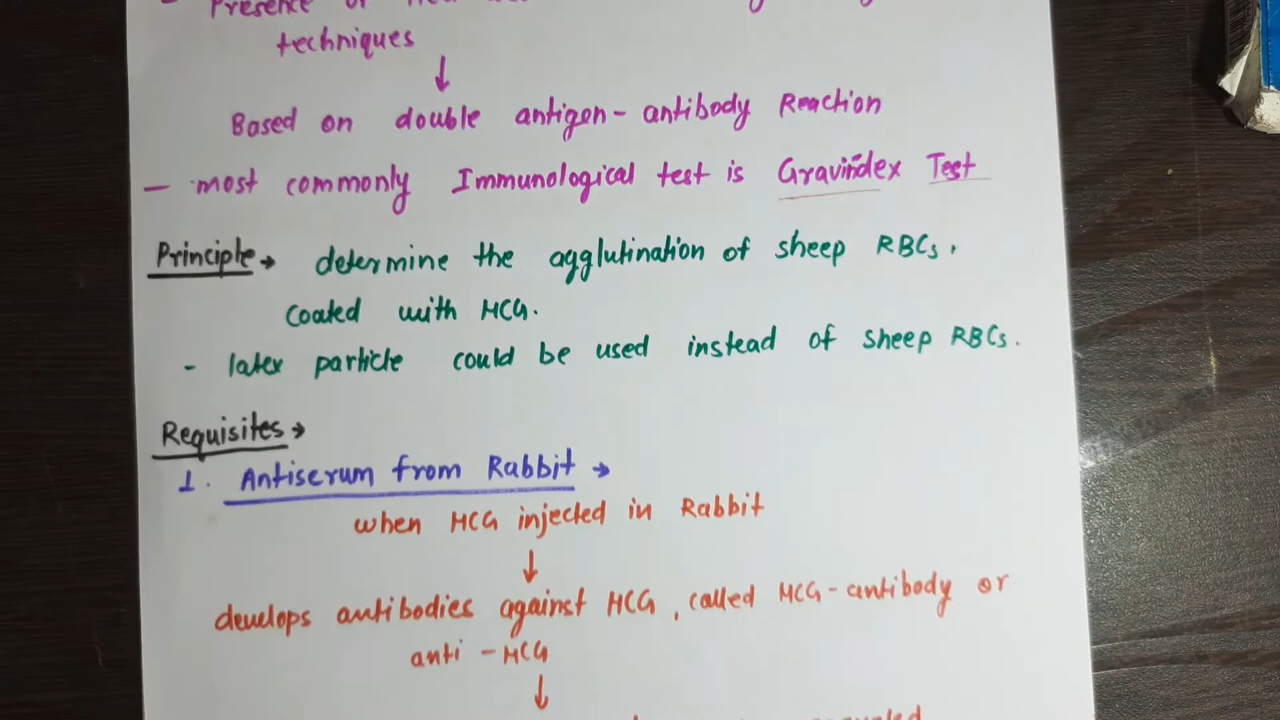 - Presence of
techniques
↓
Based on double antigen- antibody Reaction
- most commonly Immunological test is Gravindex Test
Principle→ determine the agglutination of sheep RBCs,
coated with HCG.
- latex particle could be used instead of sheep RBCs.
Requisites→
1. Antiserum from Rabbit →
when HCG injected in Rabbit
↓
develops antibodies against HCG, called HCG-antibody or
anti -HCG
↓